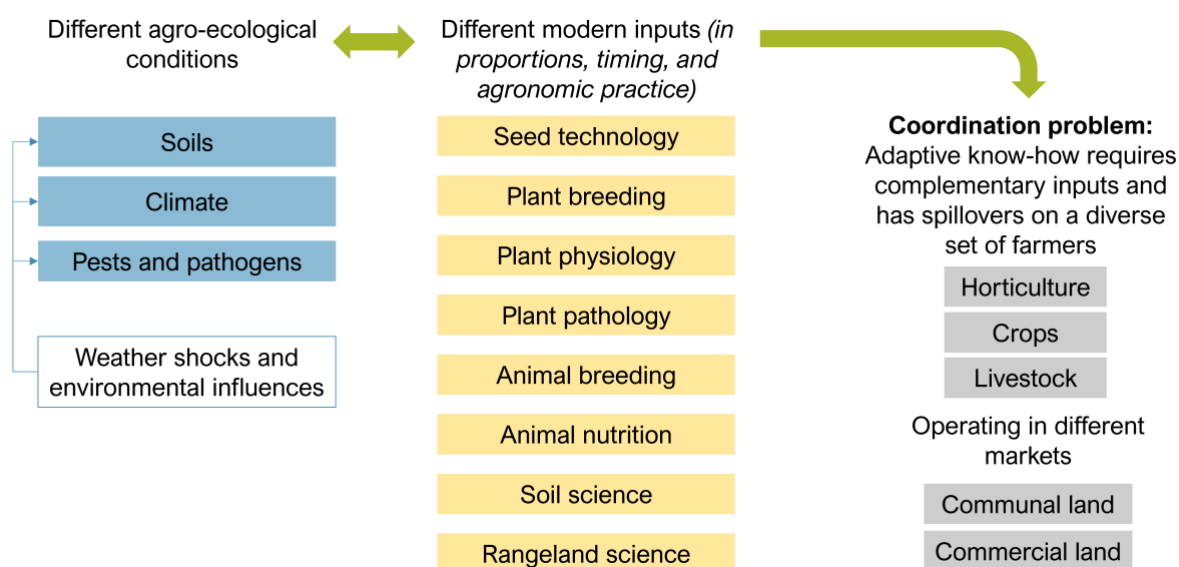 Different agro-ecological
conditions
Soils
Climate
Pests and pathogens
Weather shocks and
environmental influences
Different modern inputs (in
proportions, timing, and
agronomic practice)
Seed technology
Plant breeding
Plant physiology
Plant pathology
Animal breeding
Animal nutrition
Soil science
Rangeland science
Coordination problem:
Adaptive know-how requires
complementary inputs and
has spillovers on a diverse
set of farmers
Horticulture
Crops
Livestock
Operating in different
markets
Communal land
Commercial land